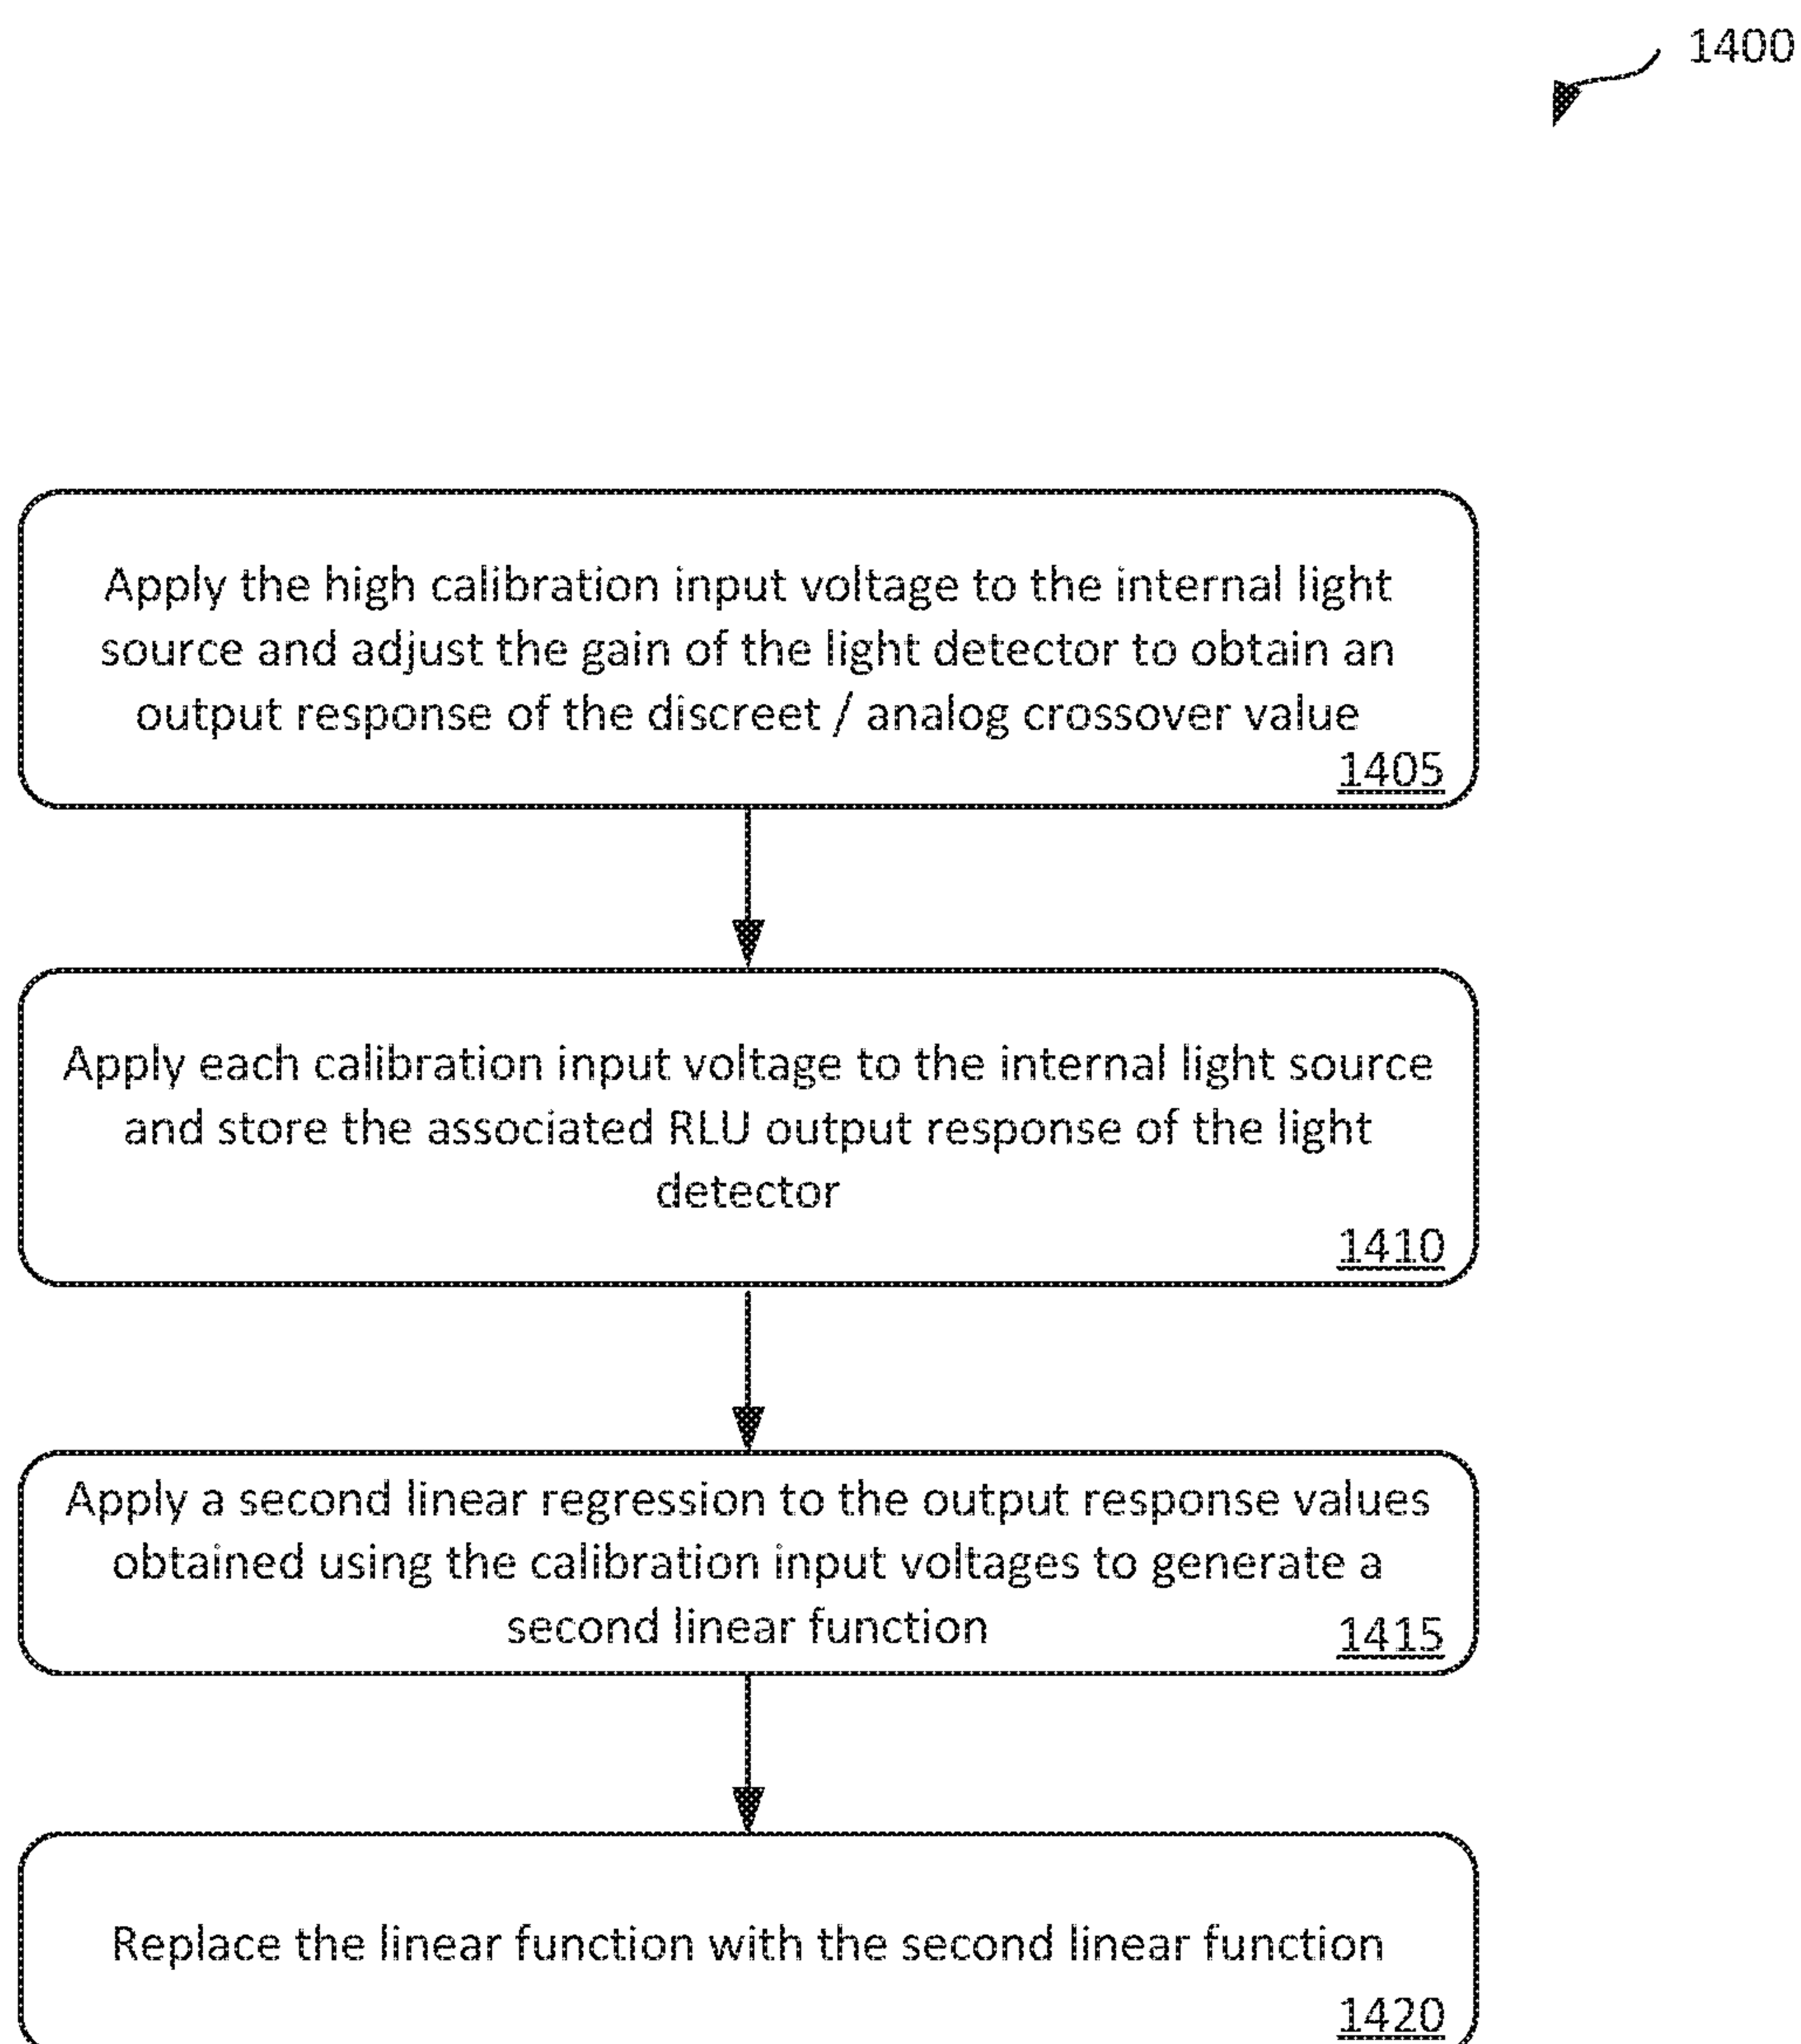 1400
Apply the high calibration input voltage to the internal light
source and adjust the gain of the light detector to obtain an
output response of the discreet / analog crossover value
1405
Apply each calibration input voltage to the internal light source
and store the associated RLU output response of the light
detector
1410
Apply a second linear regression to the output response values
obtained using the calibration input voltages to generate a
second linear function
1415
Replace the linear function with the second linear function
1420